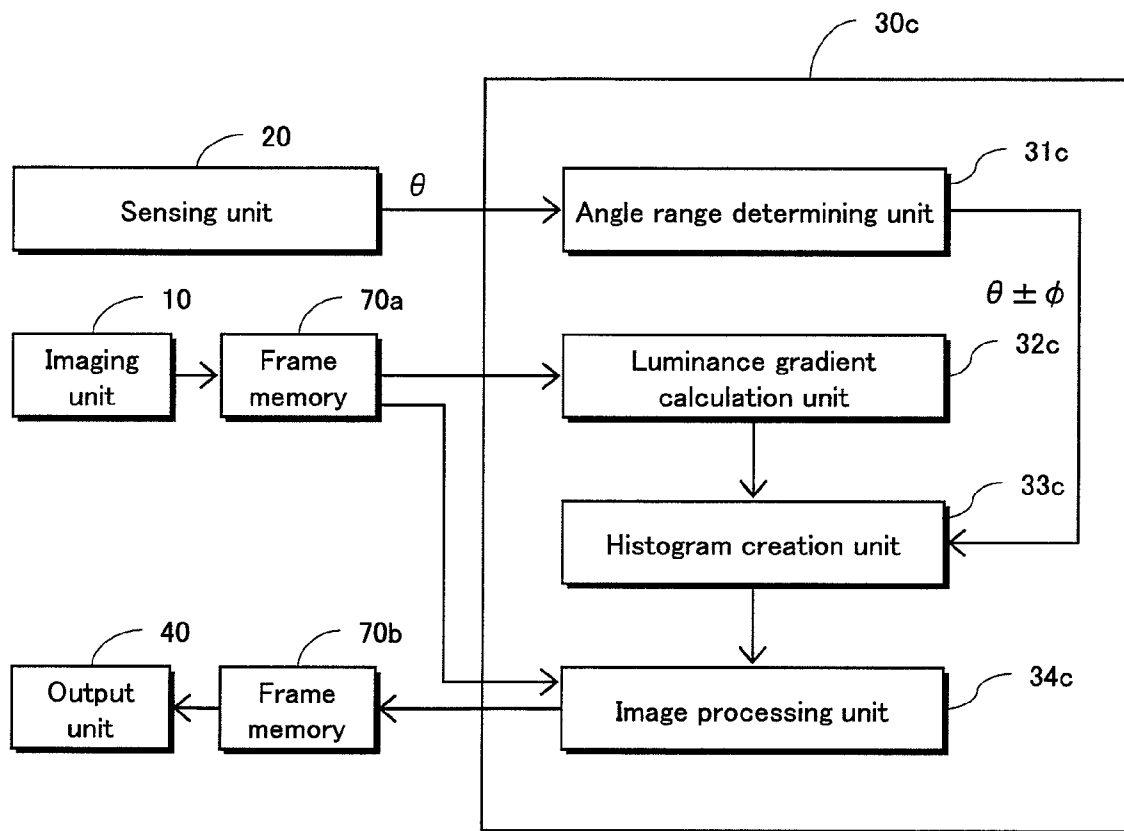 30c
20
31c
Sensing unit
θ
Angle range determining unit
10
70a
θ ± φ
32c
Imaging
unit
Frame
memory
Luminance gradient
calculation unit
33c
Histogram creation unit
40
70b
34c
Output
unit
Frame
memory
Image processing unit